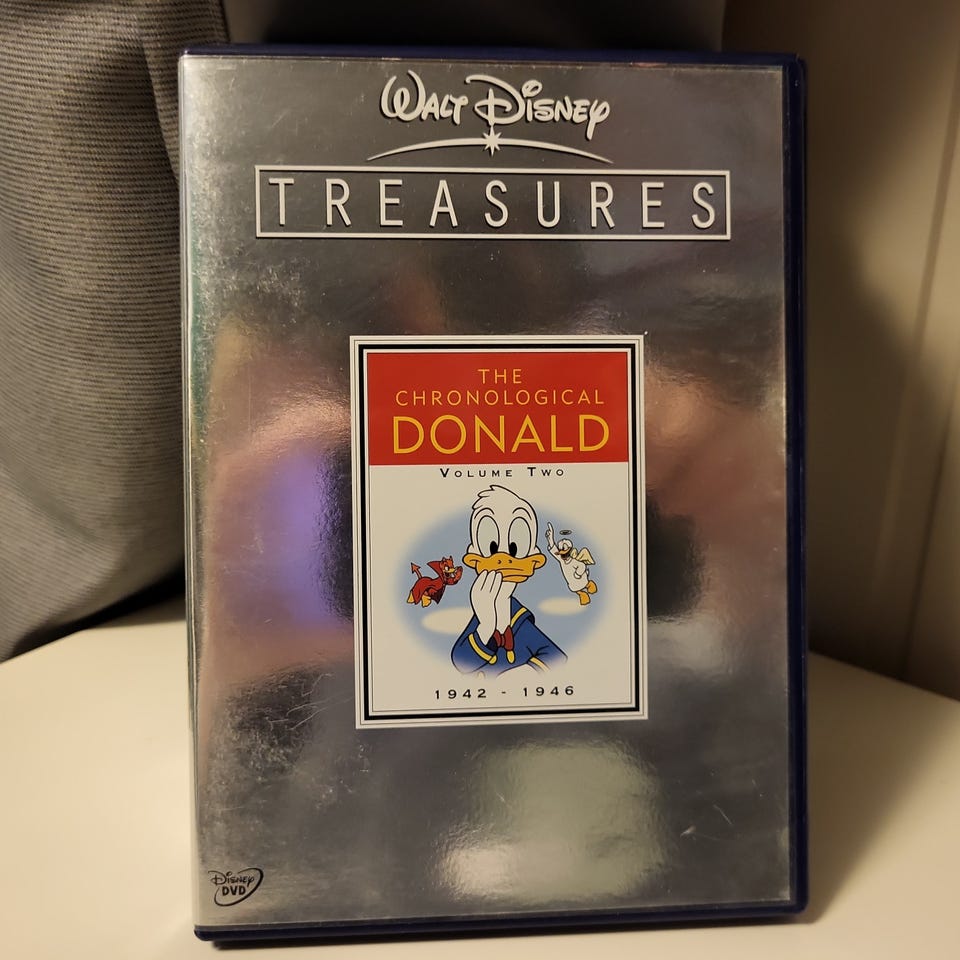 WALT DISNEY
TREASURES
THE
CHRONOLOGICAL
DONALD
VOLUME TWO
1942 - 1946
DISNEY
DVD